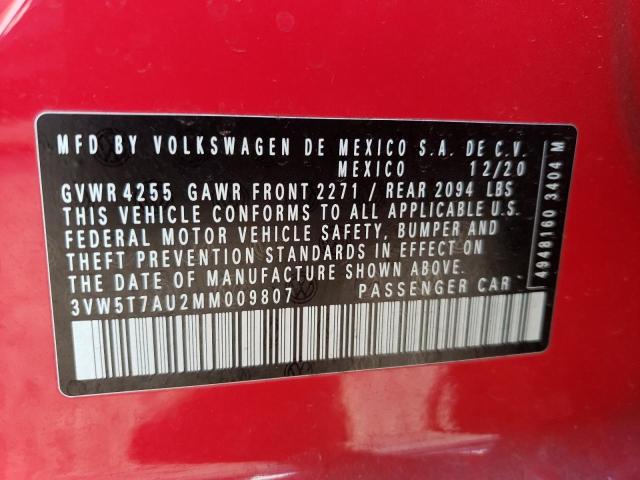 MFD BY VOLKSWAGEN DE MEXICO S.A. DE C.V.
MEXICO 12/20
GVWR 4255 GAWR FRONT 2271 / REAR 2094 LBS
THIS VEHICLE CONFORMS TO ALL APPLICABLE U.S.
FEDERAL MOTOR VEHICLE SAFETY, BUMPER AND
THEFT PREVENTION STANDARDS IN EFFECT ON
THE DATE OF MANUFACTURE SHOWN ABOVE.
3VW5T7AU2MM009807 PASSENGER CAR
4948160 3404 M